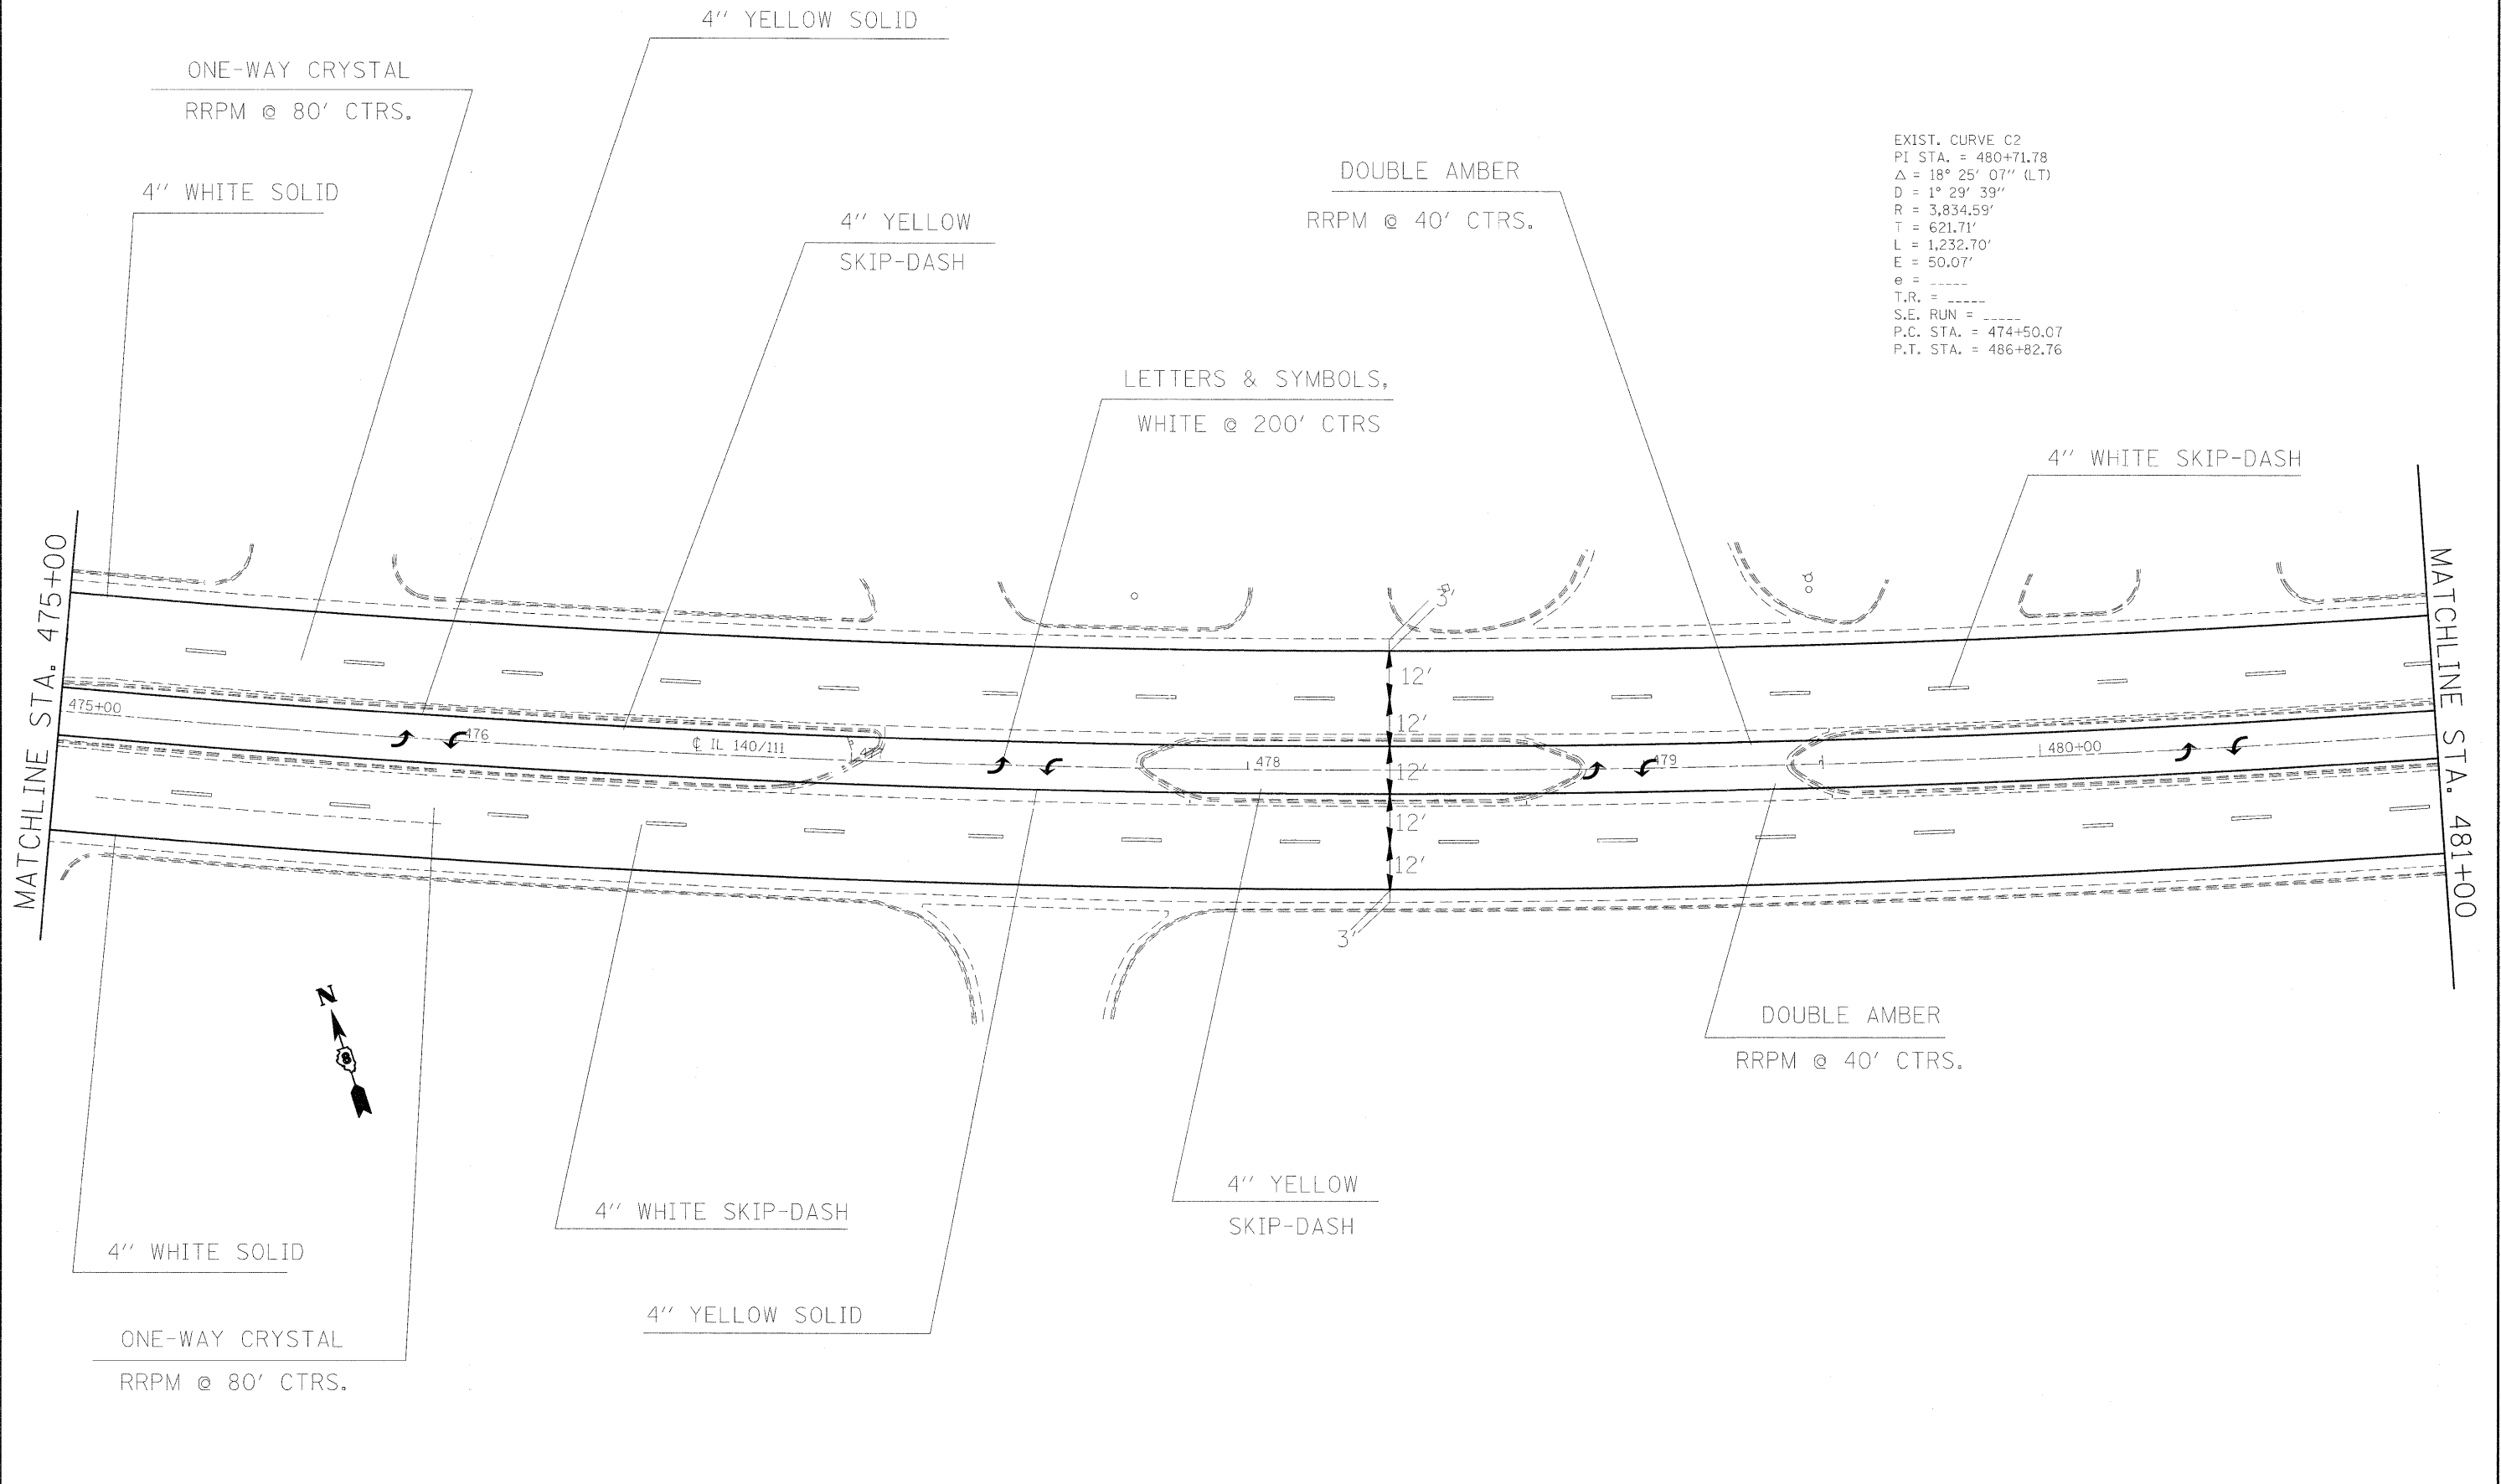 4" YELLOW SOLID
ONE-WAY CRYSTAL
RRPM @ 80' CTRS.
4" WHITE SOLID
4" YELLOW
SKIP-DASH
DOUBLE AMBER
RRPM @ 40' CTRS.
EXIST. CURVE C2
PI STA. = 480+71.78
Δ = 18° 25' 07" (LT)
D = 1° 29' 39"
R = 3,834.59'
T = 621.71'
L = 1,232.70'
E = 50.07'
e = _____
T.R. = _____
S.E. RUN = _____
P.C. STA. = 474+50.07
P.T. STA. = 486+82.76
LETTERS & SYMBOLS,
WHITE @ 200' CTRS
4" WHITE SKIP-DASH
MATCHLINE STA. 475+00
MATCHLINE STA. 481+00
3'
12'
12'
12'
12'
12'
3'
475+00
476
℄ IL 140/111
478
479
480+00
N
8
DOUBLE AMBER
RRPM @ 40' CTRS.
4" YELLOW
SKIP-DASH
4" WHITE SKIP-DASH
4" WHITE SOLID
4" YELLOW SOLID
ONE-WAY CRYSTAL
RRPM @ 80' CTRS.